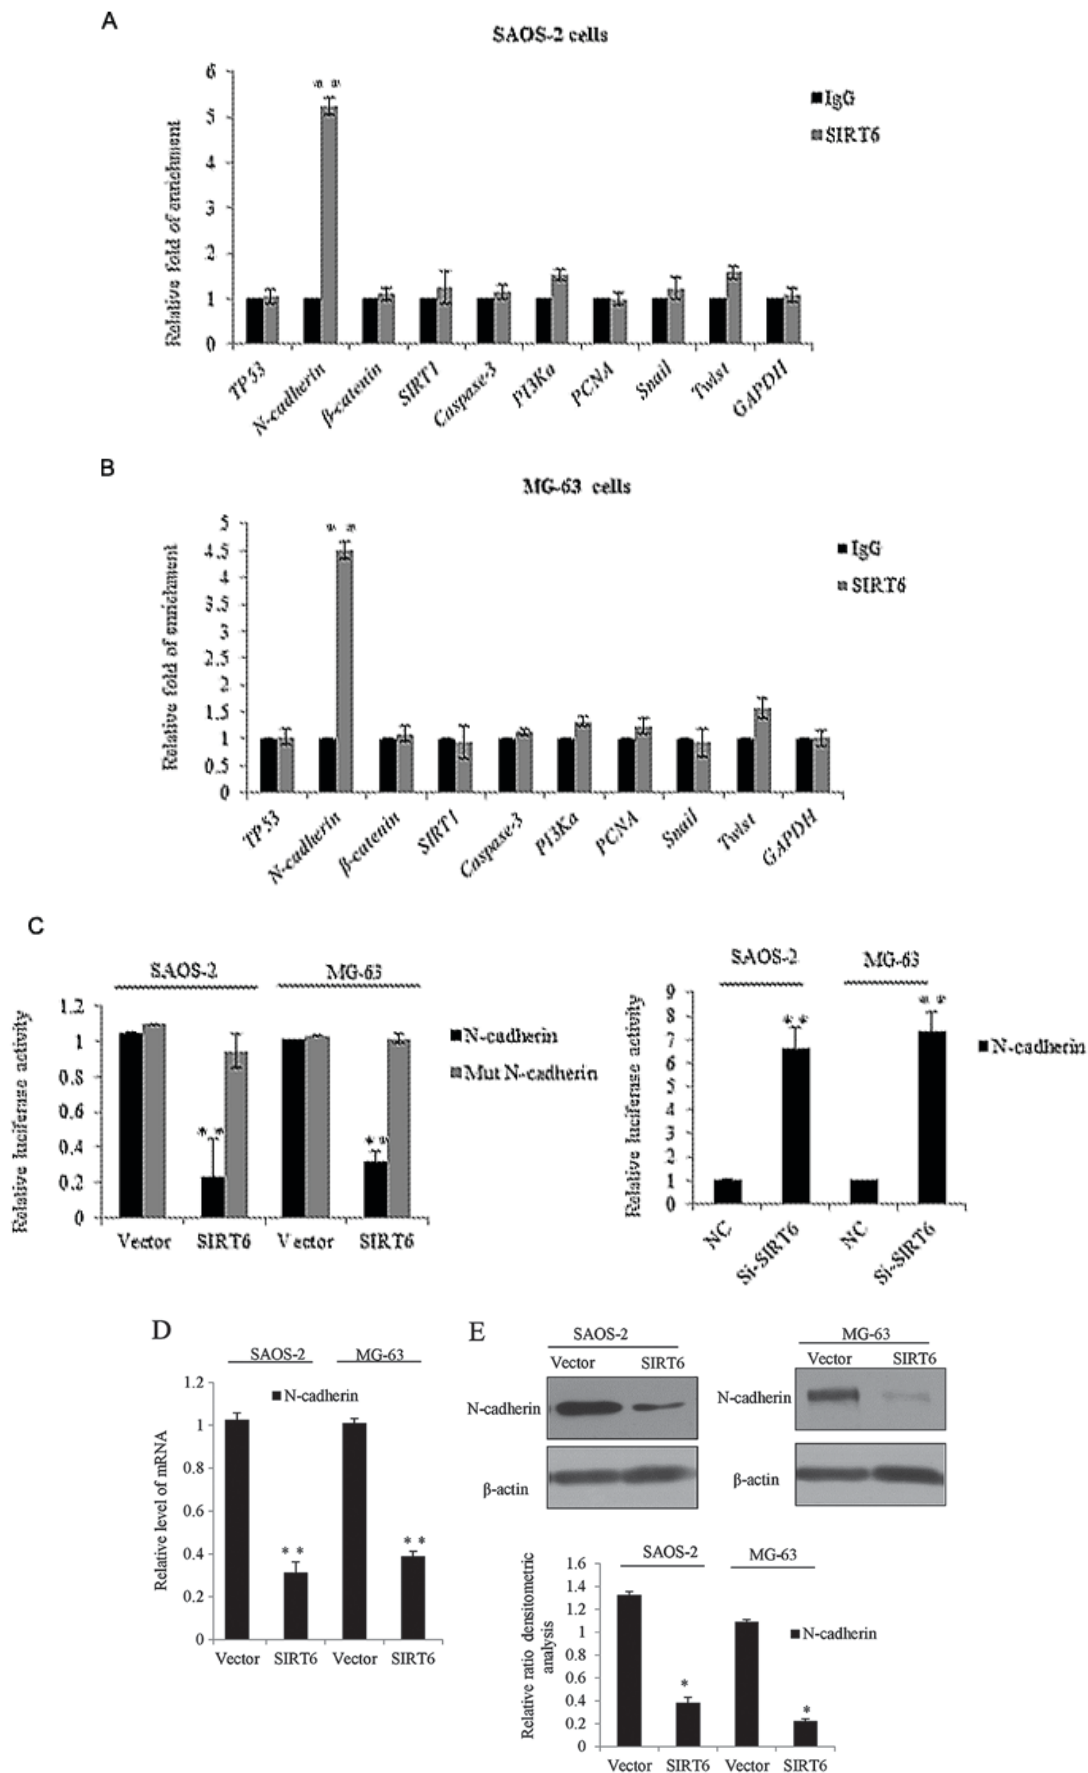 A
SAOS-2 cells
6
5
4
3
2
1
0
Relative fold of enrichment
** 
IgG
SIRT6
TP53
N-cadherin
β-catenin
SIRT1
Caspase-3
PI3Ka
PCNA
Snail
Twist
GAPDH
B
MG-63 cells
5
4.5
4
3.5
3
2.5
2
1.5
1
0.5
0
Relative fold of enrichment
* *
IgG
SIRT6
TP53
N-cadherin
β-catenin
SIRT1
Caspase-3
PI3Ka
PCNA
Snail
Twist
GAPDH
C
SAOS-2 MG-63
1.2
1
0.8
0.6
0.4
0.2
0
Relative luciferase activity
* * * *
N-cadherin
Mut N-cadherin
Vector SIRT6 Vector SIRT6
SAOS-2 MG-63
9
8
7
6
5
4
3
2
1
0
Relative luciferase activity
* * * *
N-cadherin
NC
Si-SIRT6
NC
Si-SIRT6
D
SAOS-2 MG-63
1.2
1
0.8
0.6
0.4
0.2
0
Relative level of mRNA
N-cadherin
* * * *
Vector SIRT6 Vector SIRT6
E
SAOS-2
Vector SIRT6
N-cadherin
β-actin
MG-63
Vector SIRT6
N-cadherin
β-actin
SAOS-2 MG-63
1.6
1.4
1.2
1
0.8
0.6
0.4
0.2
0
Relative ratio densitometric
analysis
N-cadherin
* *
Vector SIRT6 Vector SIRT6